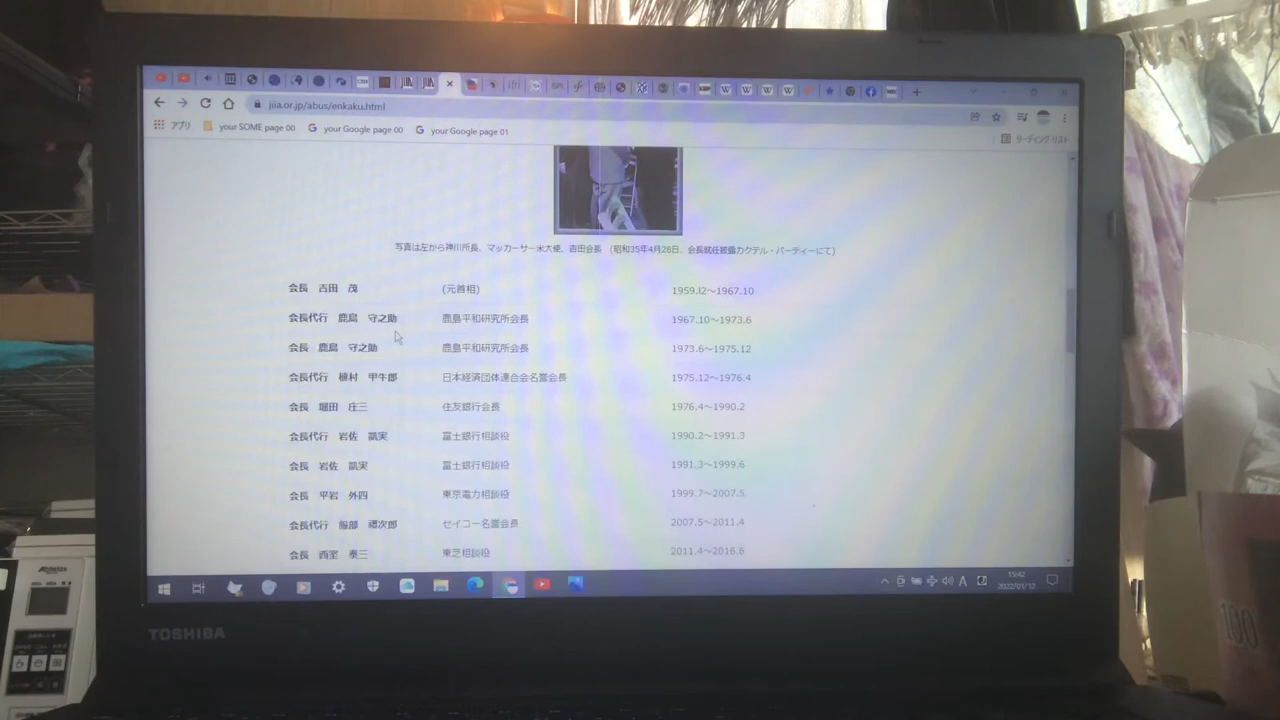 jiia.or.jp/abus/enkaku.html
アプリ your SOME page 00 your Google page 00 your Google page 01
リーディング リスト
写真は左から神川所長、マッカーサー米大使、吉田会長 (昭和35年4月28日、会長就任披露カクテル・パーティーにて)
会長 吉田 茂 (元首相) 1959.12～1967.10
会長代行 鹿島 守之助 鹿島平和研究所会長 1967.10～1973.6
会長 鹿島 守之助 鹿島平和研究所会長 1973.6～1975.12
会長代行 植村 甲午郎 日本経済団体連合会名誉会長 1975.12～1976.4
会長 堀田 庄三 住友銀行会長 1976.4～1990.2
会長代行 岩佐 凱実 富士銀行相談役 1990.2～1991.3
会長 岩佐 凱実 富士銀行相談役 1991.3～1999.6
会長 平岩 外四 東京電力相談役 1999.7～2007.5
会長代行 服部 禮次郎 セイコー名誉会長 2007.5～2011.4
会長 西室 泰三 東芝相談役 2011.4～2016.6
A
15:42
2022/01/12
TOSHIBA
100